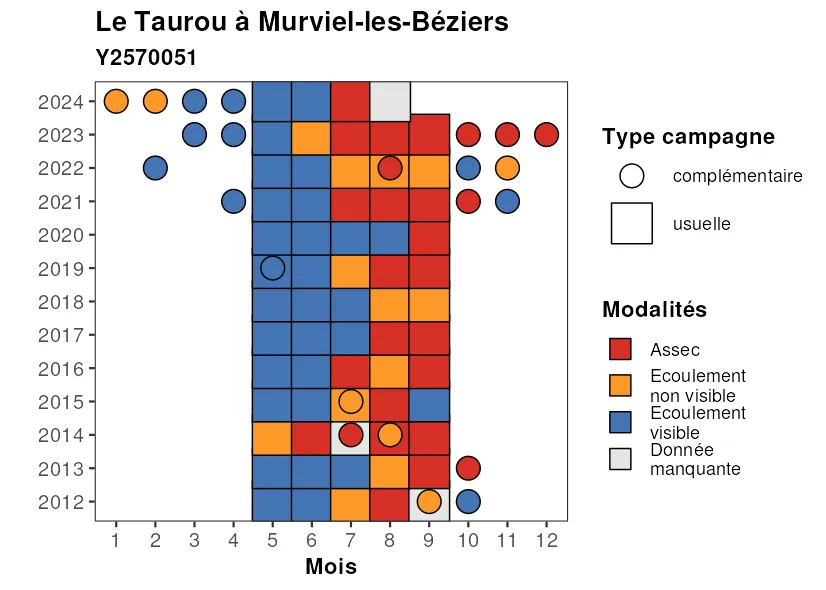 Le Taurou à Murviel-les-Béziers
Y2570051
2024
2023
2022
2021
2020
2019
2018
2017
2016
2015
2014
2013
2012
1 2 3 4 5 6 7 8 9 10 11 12
Mois
Type campagne
complémentaire
usuelle
Modalités
Assec
Ecoulement
non visible
Ecoulement
visible
Donnée
manquante